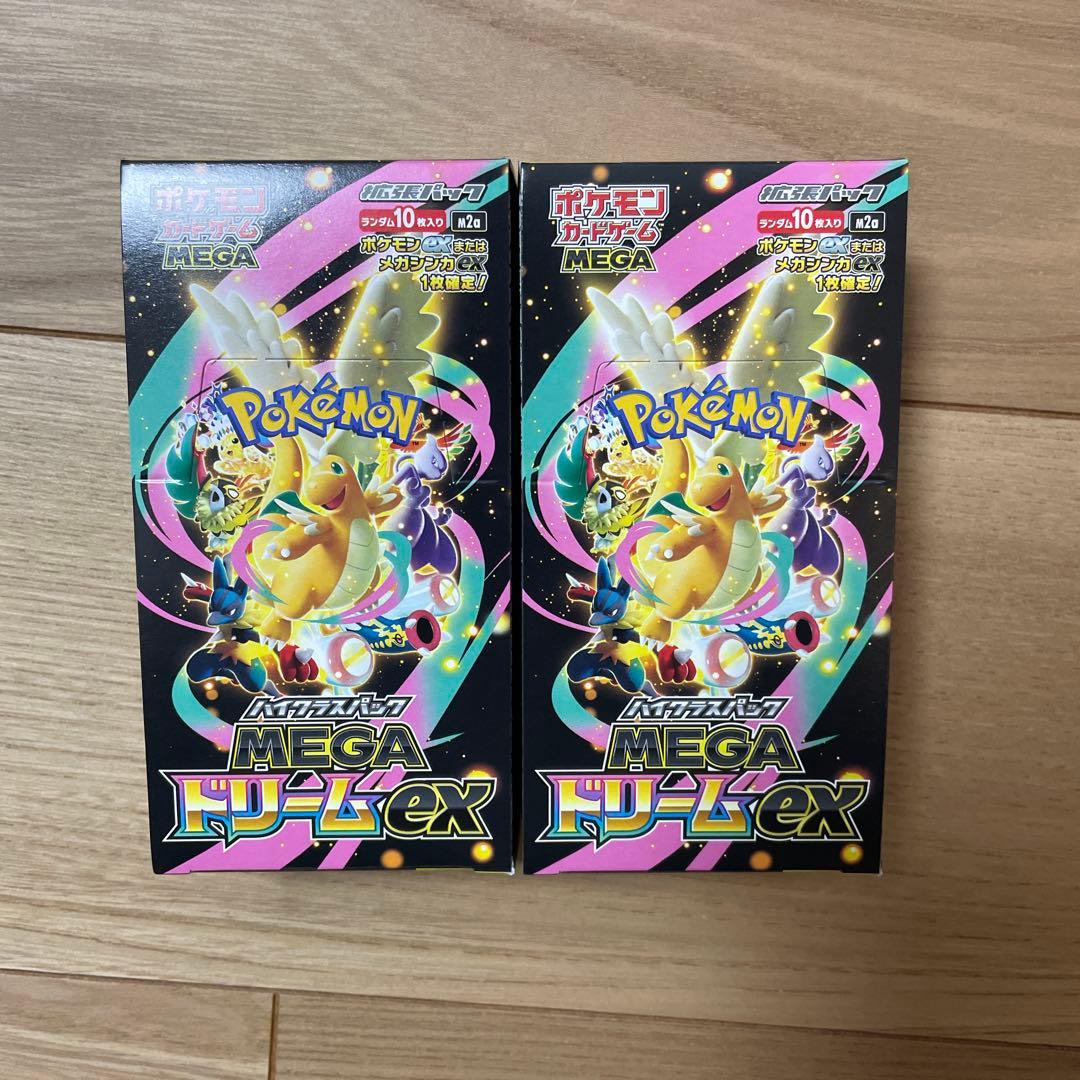 ポケモン
カードゲーム
MEGA
拡張パック
ランダム10枚入り M2a
ポケモンexまたは
メガシンカex
1枚確定!
POKÉMON
TM
ハイクラスパック
MEGA
ドリームex
ポケモン
カードゲーム
MEGA
拡張パック
ランダム10枚入り M2a
ポケモンexまたは
メガシンカex
1枚確定!
POKÉMON
TM
ハイクラスパック
MEGA
ドリームex